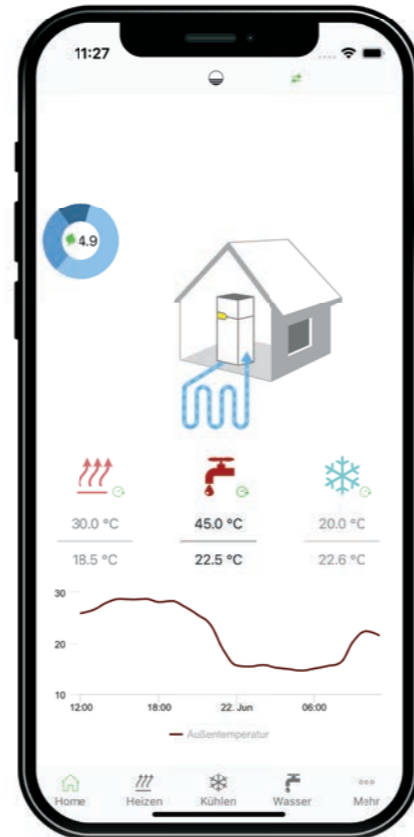 11:27
4.9
30.0 °C 45.0 °C 20.0 °C
18.5 °C 22.5 °C 22.6 °C
30
20
10
12:00 18:00 22. Jun 06:00
Außentemperatur
Home Heizen Kühlen Wasser Mehr